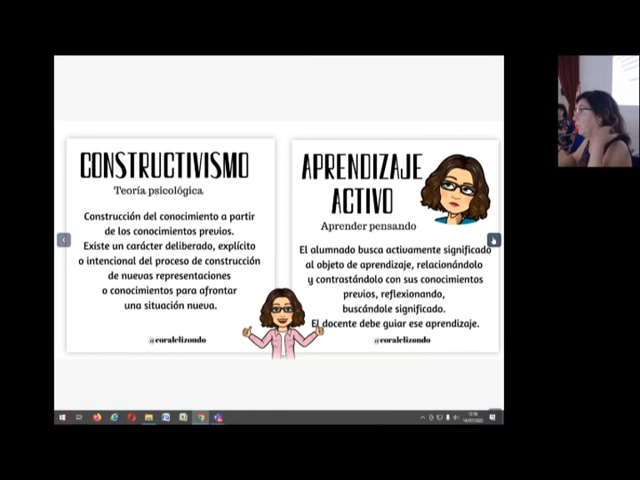 CONSTRUCTIVISMO
Teoría psicológica
Construcción del conocimiento a partir
de los conocimientos previos.
Existe un carácter deliberado, explícito
o intencional del proceso de construcción
de nuevas representaciones
o conocimientos para afrontar
una situación nueva.
@coralelizondo
APRENDIZAJE
ACTIVO
Aprender pensando
El alumnado busca activamente significado
al objeto de aprendizaje, relacionándolo
y contrastándolo con sus conocimientos
previos, reflexionando,
buscándole significado.
El docente debe guiar ese aprendizaje.
@coralelizondo